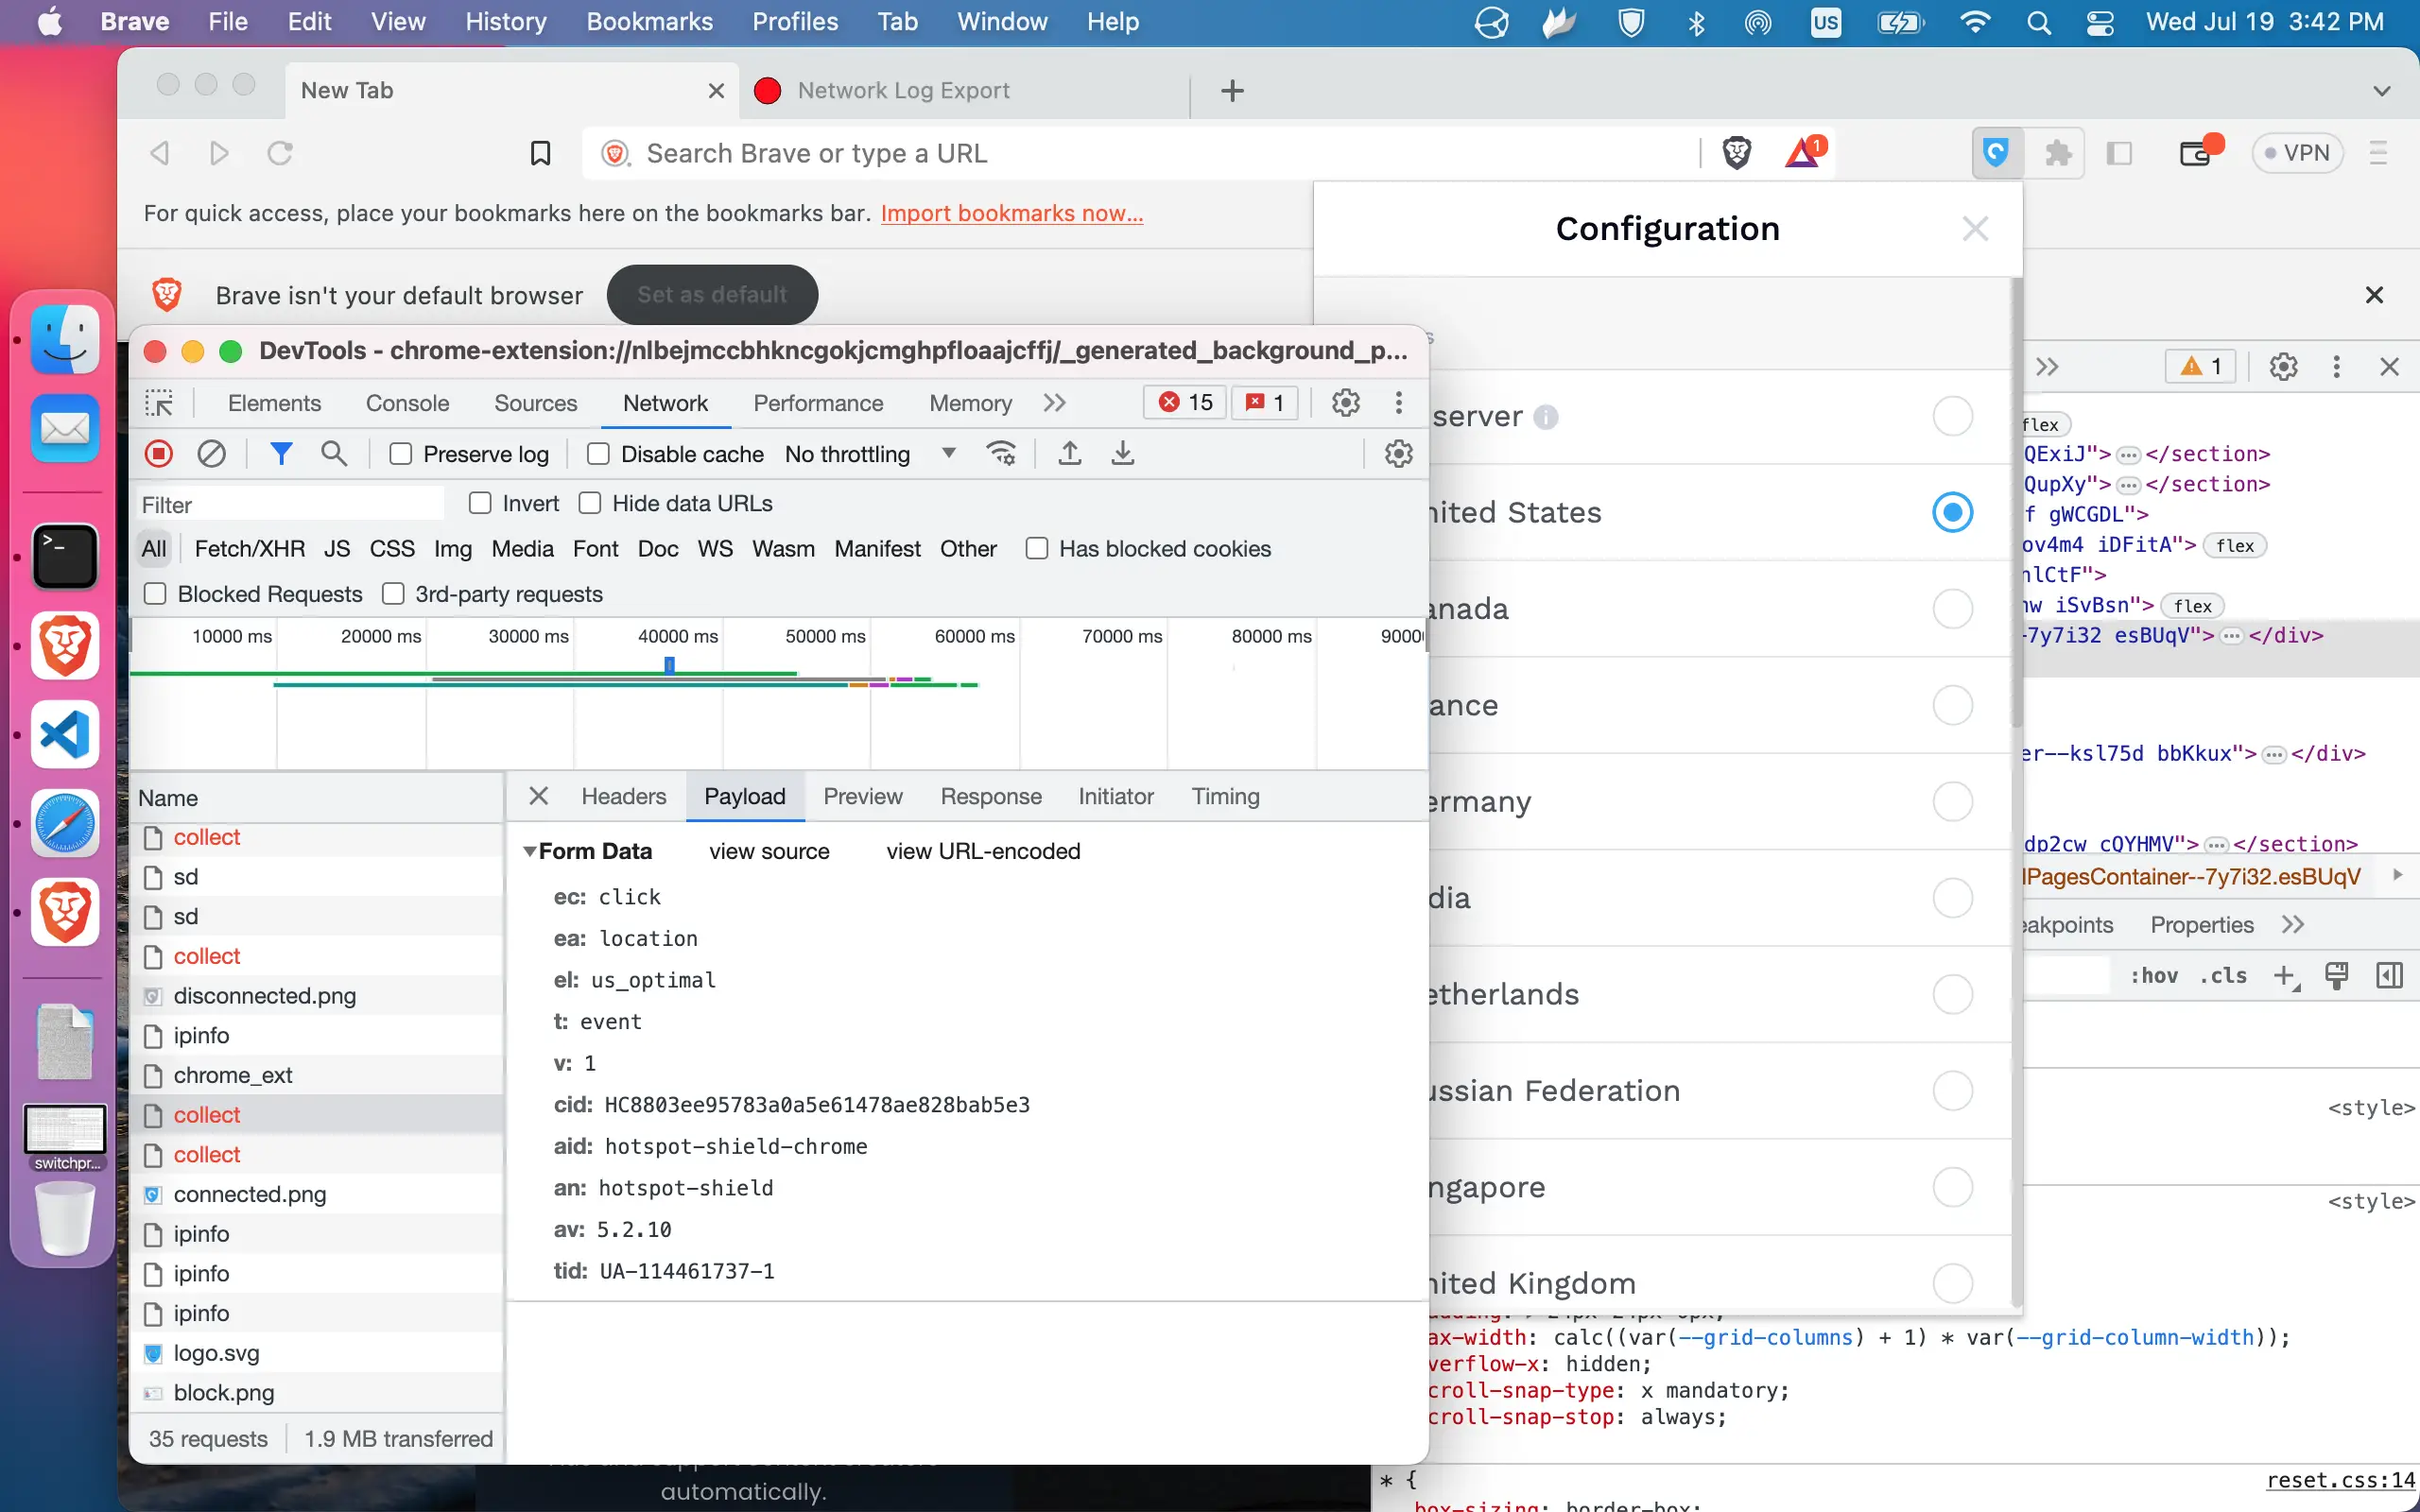 Brave File Edit View History Bookmarks Profiles Tab Window Help US Wed Jul 19 3:42 PM
New Tab Network Log Export
Search Brave or type a URL 1 VPN
For quick access, place your bookmarks here on the bookmarks bar. Import bookmarks now...
Brave isn't your default browser Set as default
Configuration
DevTools - chrome-extension://nlbejmccbhkncgokjcmghpfloaajcffj/_generated_background_p...
Elements Console Sources Network Performance Memory 15 1
Preserve log Disable cache No throttling
Filter Invert Hide data URLs
All Fetch/XHR JS CSS Img Media Font Doc WS Wasm Manifest Other Has blocked cookies
Blocked Requests 3rd-party requests
10000 ms 20000 ms 30000 ms 40000 ms 50000 ms 60000 ms 70000 ms 80000 ms 9000
Name
collect
sd
sd
collect
disconnected.png
ipinfo
chrome_ext
collect
collect
connected.png
ipinfo
ipinfo
ipinfo
logo.svg
block.png
35 requests 1.9 MB transferred
Headers Payload Preview Response Initiator Timing
Form Data view source view URL-encoded
ec: click
ea: location
el: us_optimal
t: event
v: 1
cid: HC8803ee95783a0a5e61478ae828bab5e3
aid: hotspot-shield-chrome
an: hotspot-shield
av: 5.2.10
tid: UA-114461737-1
server
nited States
anada
ance
ermany
dia
etherlands
ussian Federation
ngapore
nited Kingdom
1
flex
QExiJ"> </section>
QupXy"> </section>
f gWCGDL">
ov4m4 iDFitA"> flex
nlCtF">
nw iSvBsn"> flex
-7y7i32 esBUqV"> </div>
er--ksl75d bbKkux"> </div>
dp2cw cQYHMV"> </section>
lPagesContainer--7y7i32.esBUqV
eakpoints Properties
:hov .cls
<style>
<style>
ax-width: calc((var(--grid-columns) + 1) * var(--grid-column-width));
verflow-x: hidden;
croll-snap-type: x mandatory;
croll-snap-stop: always;
* { reset.css:14
box-sizing: border-box;
switchpr...
automatically.